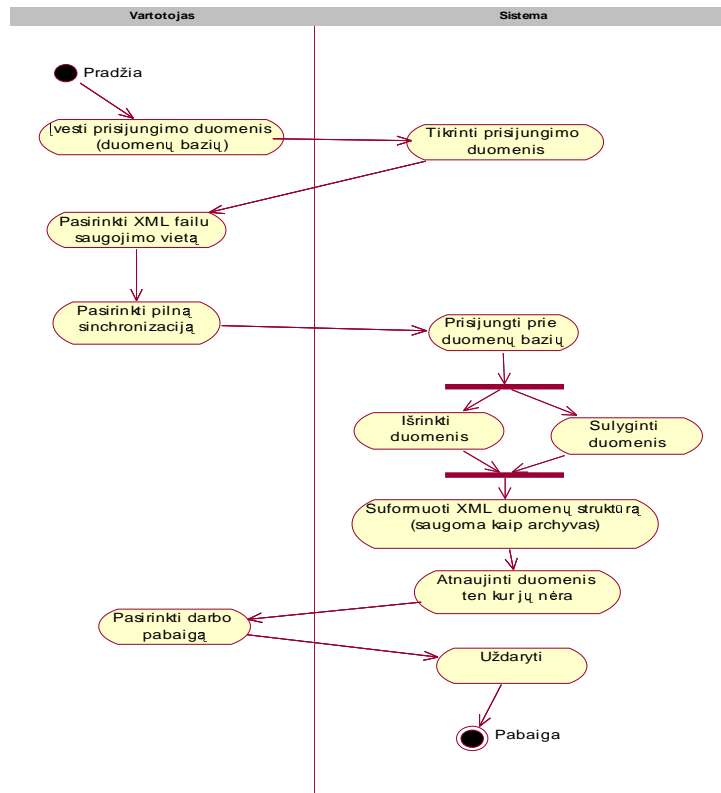 Vartotojas
Sistema
Pradžia
Įvesti prisijungimo duomenis
(duomenų bazių)
Tikrinti prisijungimo
duomenis
Pasirinkti XML failu
saugojimo vietą
Pasirinkti pilną
sinchronizaciją
Prisijungti prie
duomenų bazių
Išrinkti
duomenis
Sulyginti
duomenis
Suformuoti XML duomenų struktūrą
(saugoma kaip archyvas)
Atnaujinti duomenis
ten kur jų nėra
Pasirinkti darbo
pabaigą
Uždaryti
Pabaiga